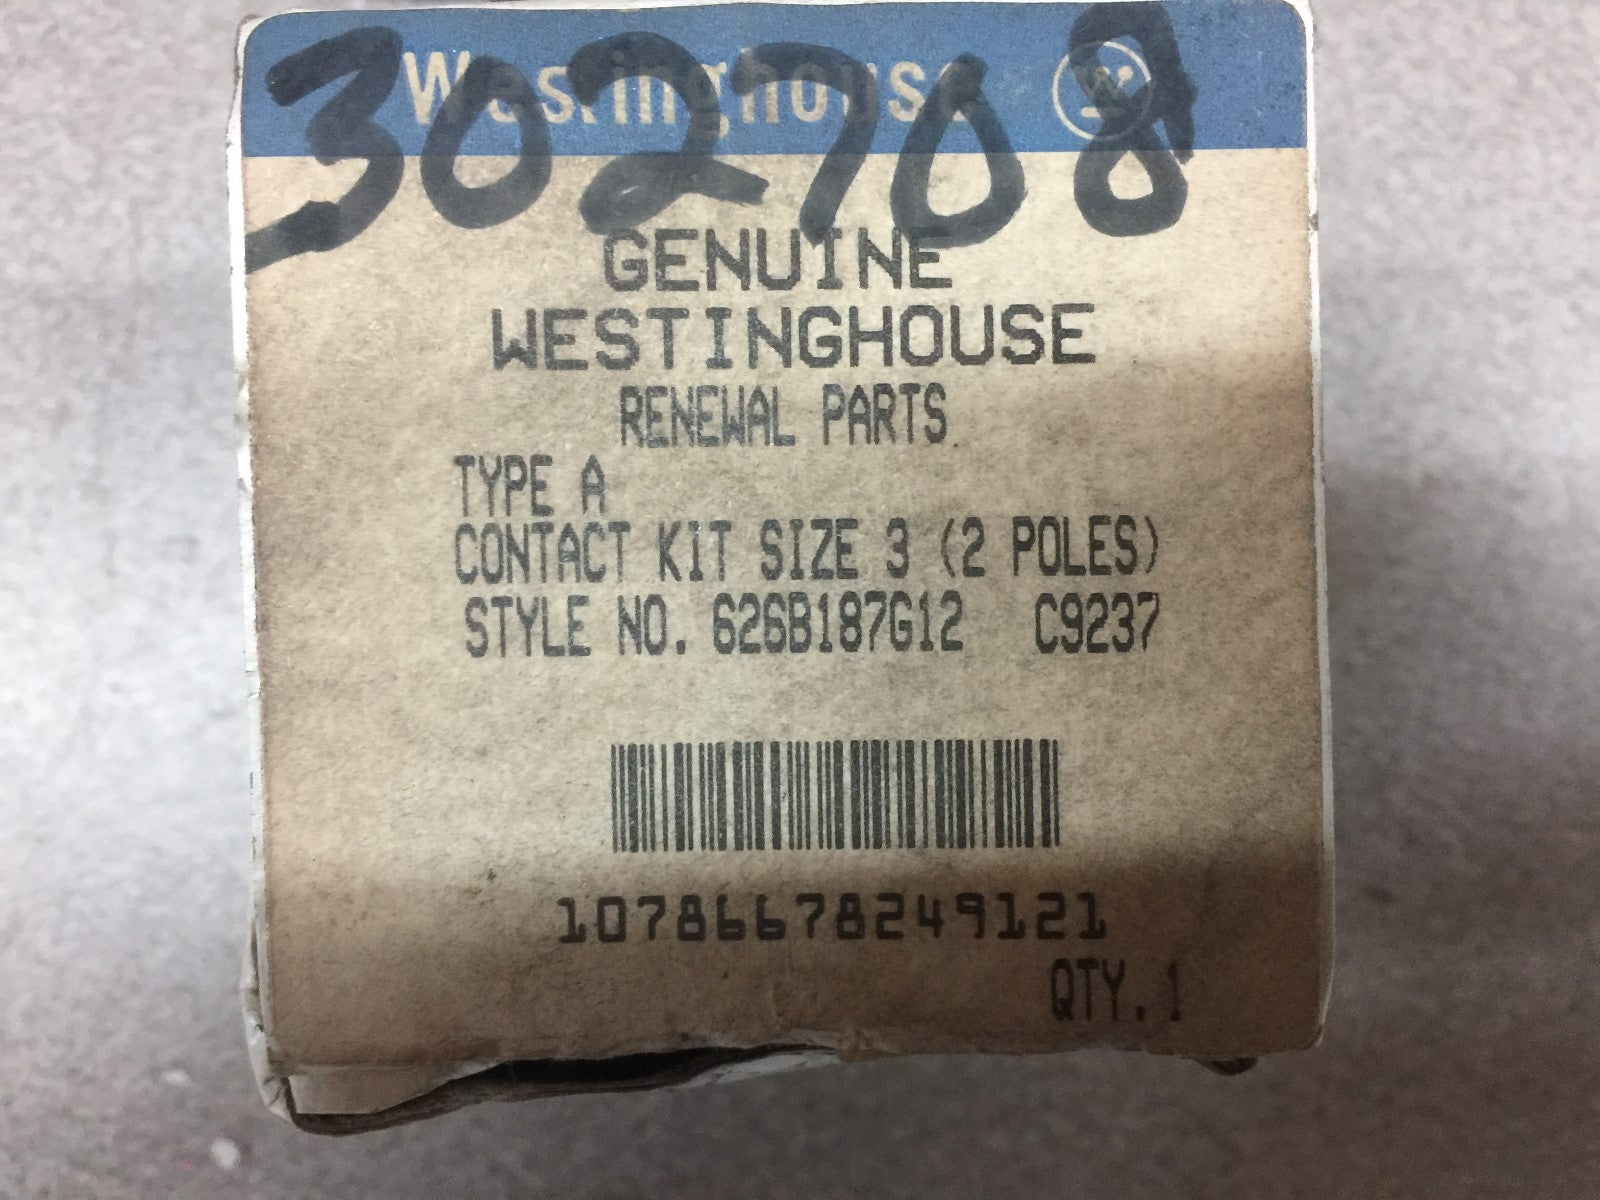 Westinghouse W
302708
GENUINE
WESTINGHOUSE
RENEWAL PARTS
TYPE A
CONTACT KIT SIZE 3 (2 POLES)
STYLE NO. 626B187G12 C9237
10786678249121
QTY. 1